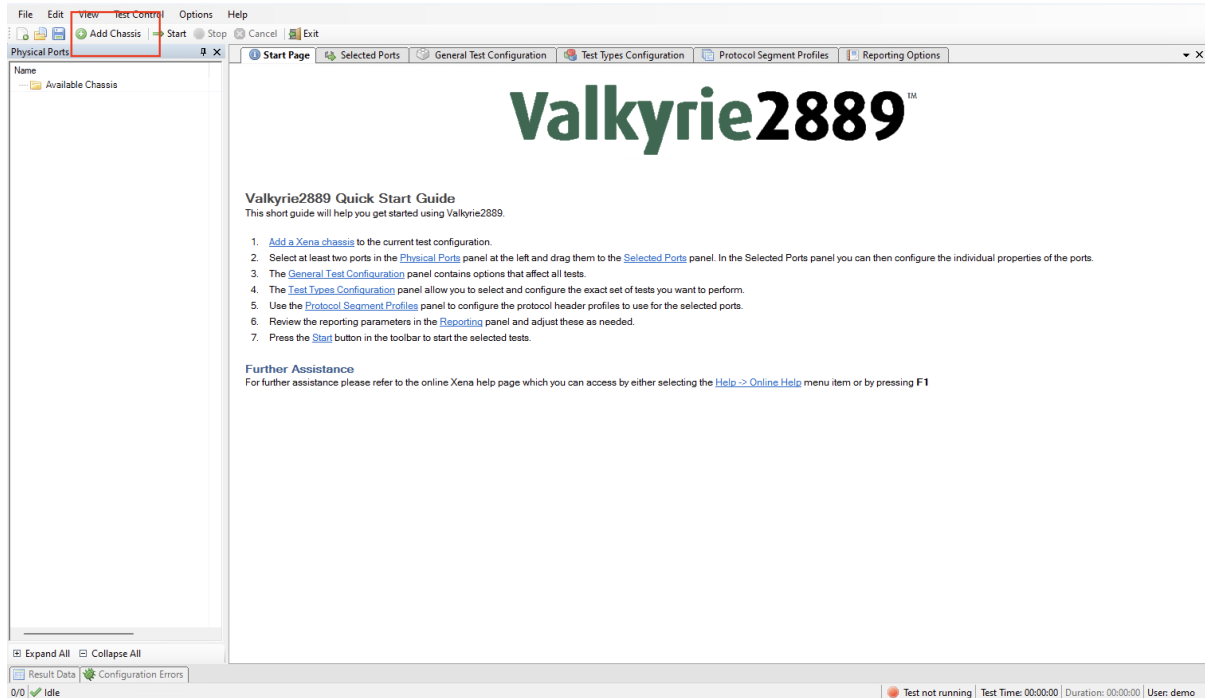 File Edit View Test Control Options Help
Add Chassis Start Stop Cancel Exit
Physical Ports
Name
Available Chassis
Expand All Collapse All
Start Page Selected Ports General Test Configuration Test Types Configuration Protocol Segment Profiles Reporting Options
Valkyrie2889™
Valkyrie2889 Quick Start Guide
This short guide will help you get started using Valkyrie2889.
1. Add a Xena chassis to the current test configuration.
2. Select at least two ports in the Physical Ports panel at the left and drag them to the Selected Ports panel. In the Selected Ports panel you can then configure the individual properties of the ports.
3. The General Test Configuration panel contains options that affect all tests.
4. The Test Types Configuration panel allow you to select and configure the exact set of tests you want to perform.
5. Use the Protocol Segment Profiles panel to configure the protocol header profiles to use for the selected ports.
6. Review the reporting parameters in the Reporting panel and adjust these as needed.
7. Press the Start button in the toolbar to start the selected tests.
Further Assistance
For further assistance please refer to the online Xena help page which you can access by either selecting the Help -> Online Help menu item or by pressing F1
Result Data Configuration Errors
0/0 Idle
Test not running Test Time: 00:00:00 Duration: 00:00:00 User: demo